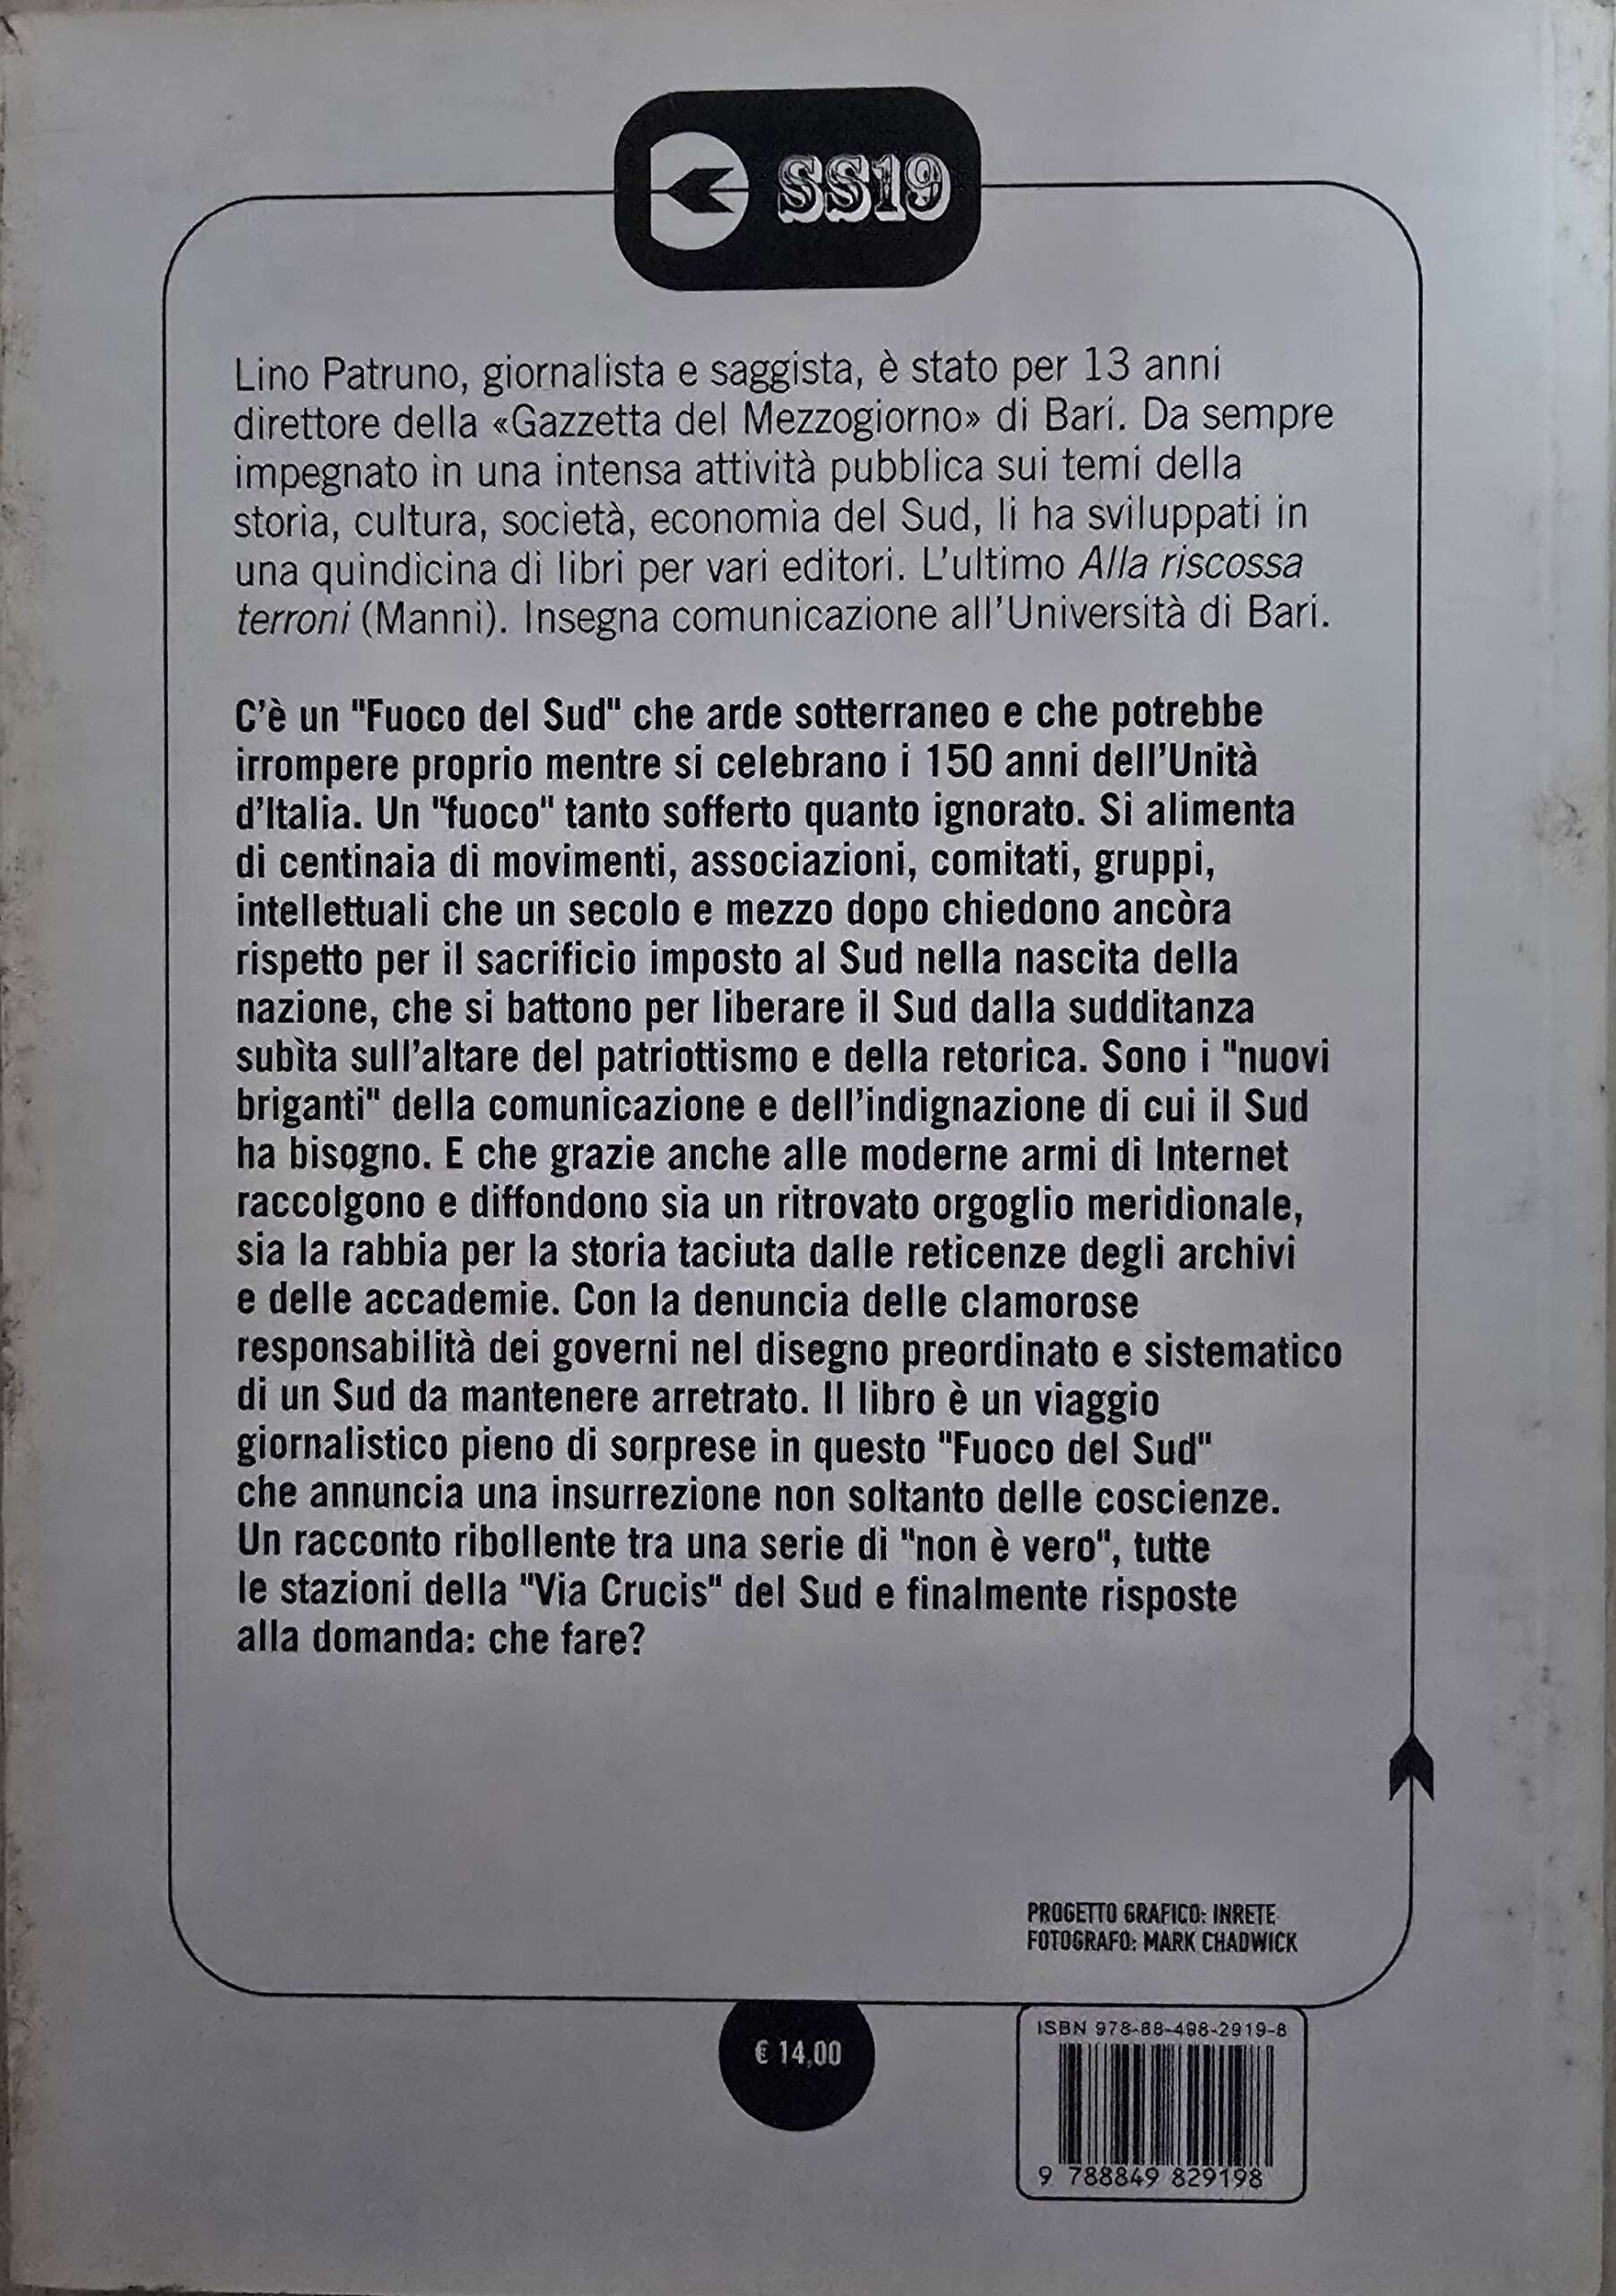 SS19
Lino Patruno, giornalista e saggista, è stato per 13 anni
direttore della «Gazzetta del Mezzogiorno» di Bari. Da sempre
impegnato in una intensa attività pubblica sui temi della
storia, cultura, società, economia del Sud, li ha sviluppati in
una quindicina di libri per vari editori. L'ultimo Alla riscossa
terroni (Manni). Insegna comunicazione all'Università di Bari.
C'è un "Fuoco del Sud" che arde sotterraneo e che potrebbe
irrompere proprio mentre si celebrano i 150 anni dell'Unità
d'Italia. Un "fuoco" tanto sofferto quanto ignorato. Si alimenta
di centinaia di movimenti, associazioni, comitati, gruppi,
intellettuali che un secolo e mezzo dopo chiedono ancòra
rispetto per il sacrificio imposto al Sud nella nascita della
nazione, che si battono per liberare il Sud dalla sudditanza
subìta sull'altare del patriottismo e della retorica. Sono i "nuovi
briganti" della comunicazione e dell'indignazione di cui il Sud
ha bisogno. E che grazie anche alle moderne armi di Internet
raccolgono e diffondono sia un ritrovato orgoglio meridionale,
sia la rabbia per la storia taciuta dalle reticenze degli archivi
e delle accademie. Con la denuncia delle clamorose
responsabilità dei governi nel disegno preordinato e sistematico
di un Sud da mantenere arretrato. Il libro è un viaggio
giornalistico pieno di sorprese in questo "Fuoco del Sud"
che annuncia una insurrezione non soltanto delle coscienze.
Un racconto ribollente tra una serie di "non è vero", tutte
le stazioni della "Via Crucis" del Sud e finalmente risposte
alla domanda: che fare?
PROGETTO GRAFICO: INRETE
FOTOGRAFO: MARK CHADWICK
€ 14,00
ISBN 978-88-498-2919-8
9 788849 829198